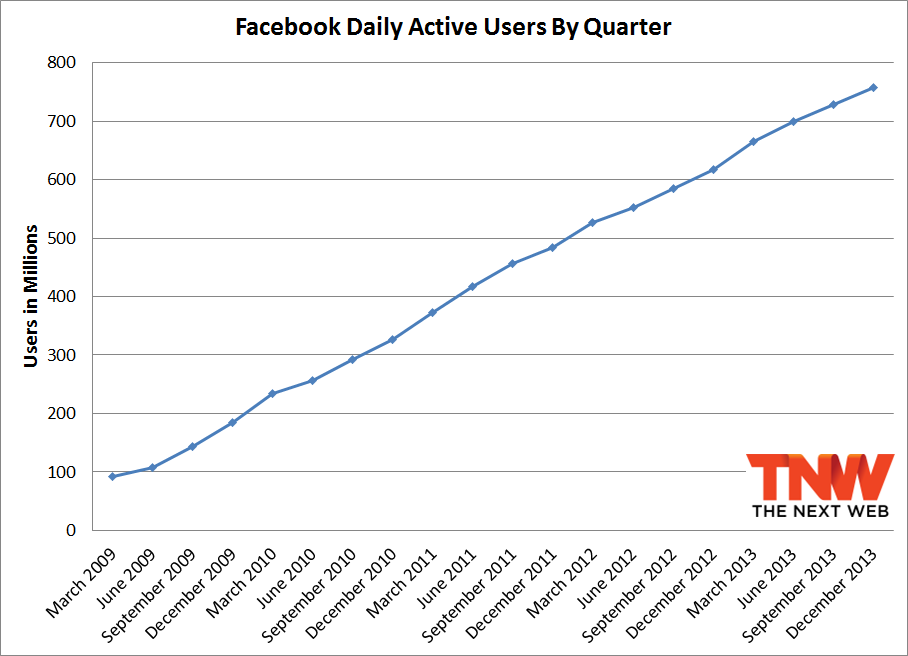 Facebook Daily Active Users By Quarter
Users in Millions
800
700
600
500
400
300
200
100
0
March 2009
June 2009
September 2009
December 2009
March 2010
June 2010
September 2010
December 2010
March 2011
June 2011
September 2011
December 2011
March 2012
June 2012
September 2012
December 2012
March 2013
June 2013
September 2013
December 2013
TNW
THE NEXT WEB